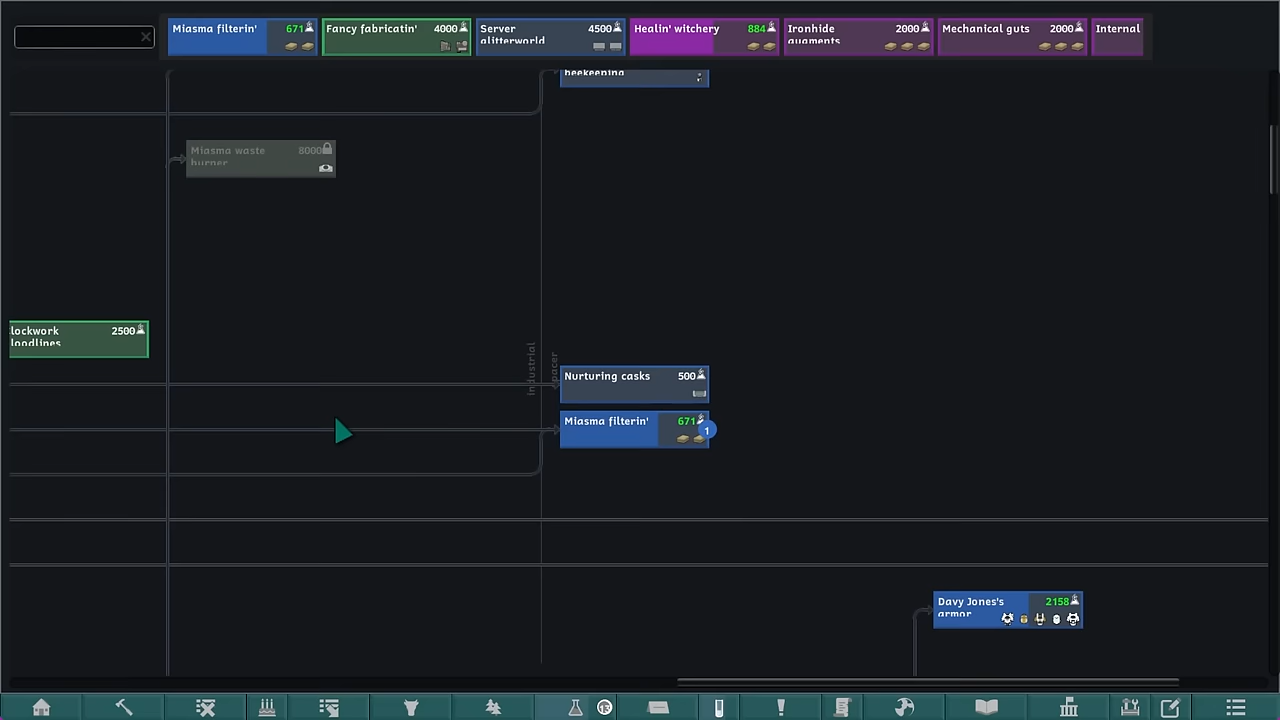 Miasma filterin' 671
Fancy fabricatin' 4000
Server glitterworld 4500
Healin' witchery 884
Ironhide augments 2000
Mechanical guts 2000
Internal
beekeeping
Miasma waste burner 8000
lockwork loodlines 2500
industrial
pacer
Nurturing casks 500
Miasma filterin' 671
1
Davy Jones's armor 2158